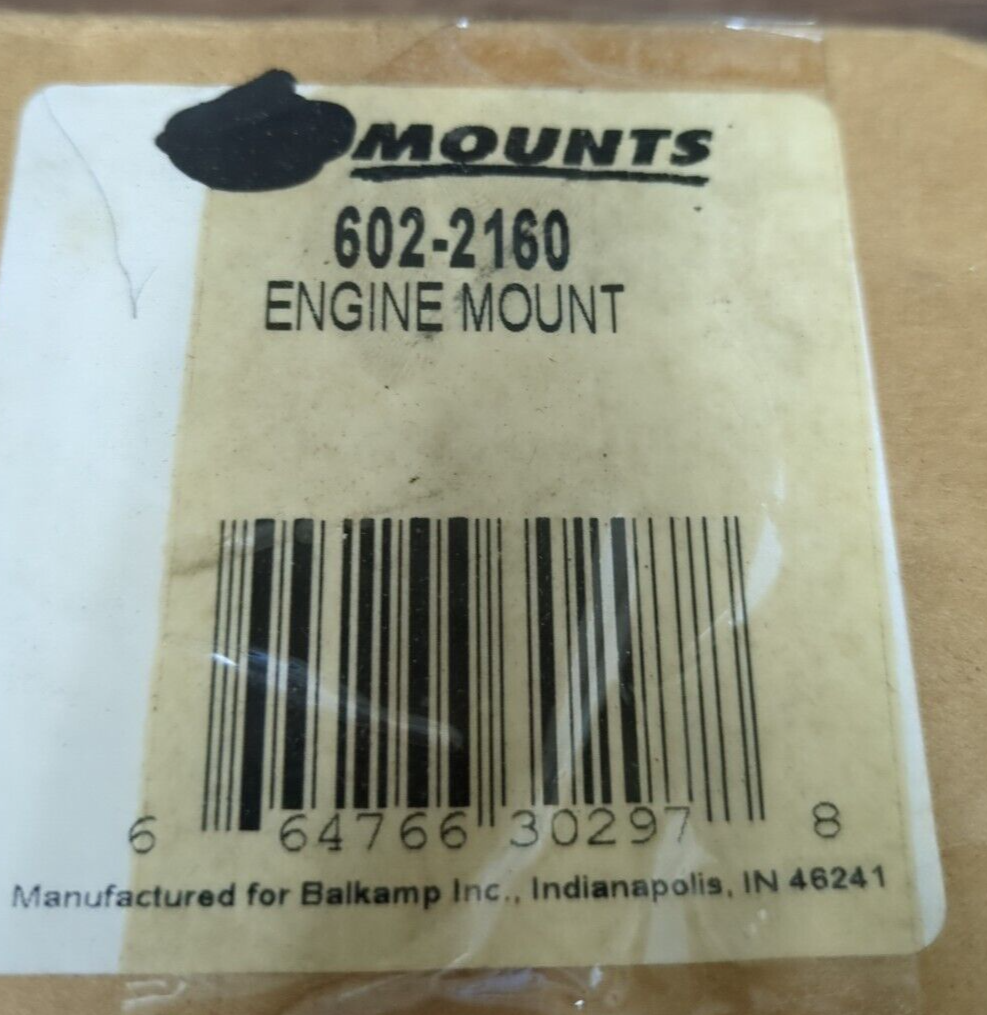 MOUNTS
602-2160
ENGINE MOUNT
6 64766 30297 8
Manufactured for Balkamp Inc., Indianapolis, IN 46241